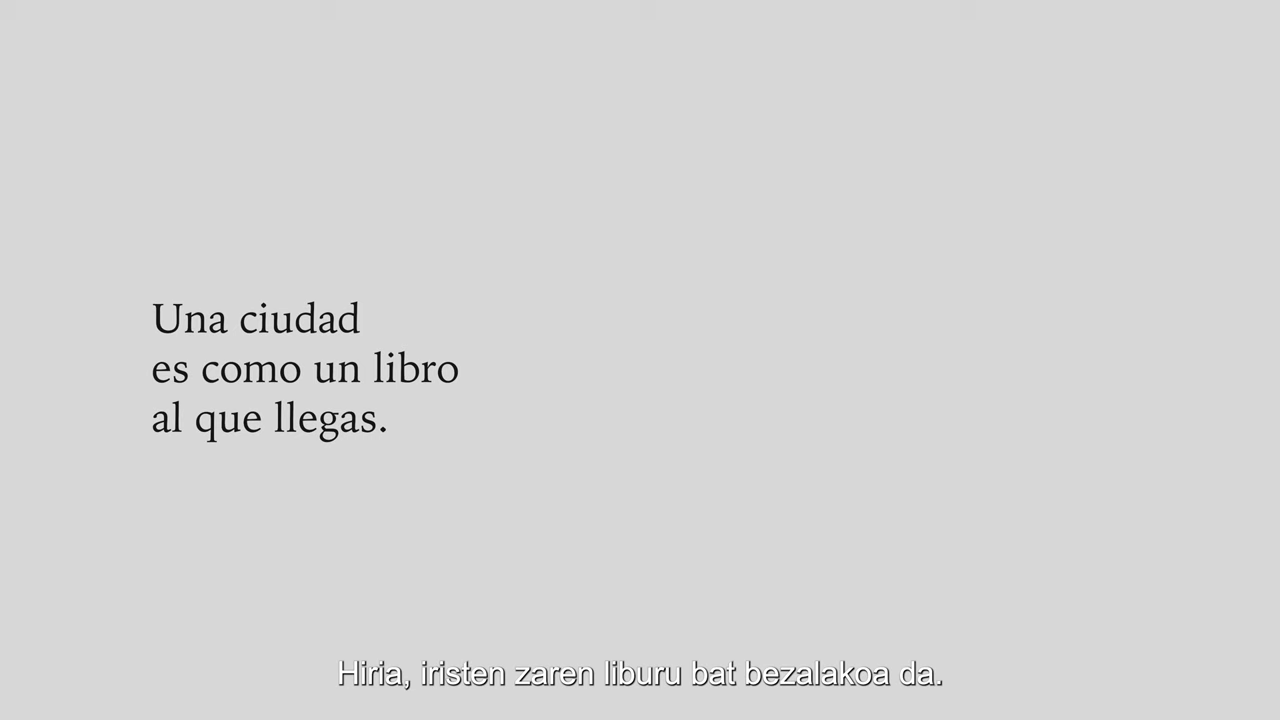 Una ciudad
es como un libro
al que llegas.
Hiria, iristen zaren liburu bat bezalakoa da.